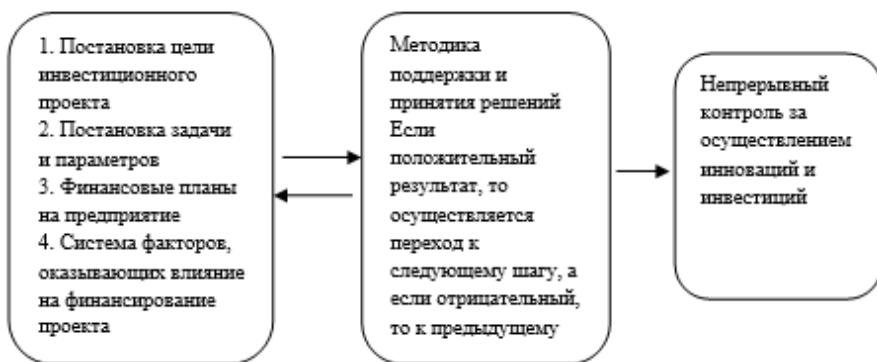 1. Постановка цели
инвестиционного
проекта
2. Постановка задачи
и параметров
3. Финансовые планы
на предприятие
4. Система факторов,
оказывающих влияние
на финансирование
проекта
Методика
поддержки и
принятия решений
Если
положительный
результат, то
осуществляется
переход к
следующему шагу, а
если отрицательный,
то к предыдущему
Непрерывный
контроль за
осуществлением
инноваций и
инвестиций